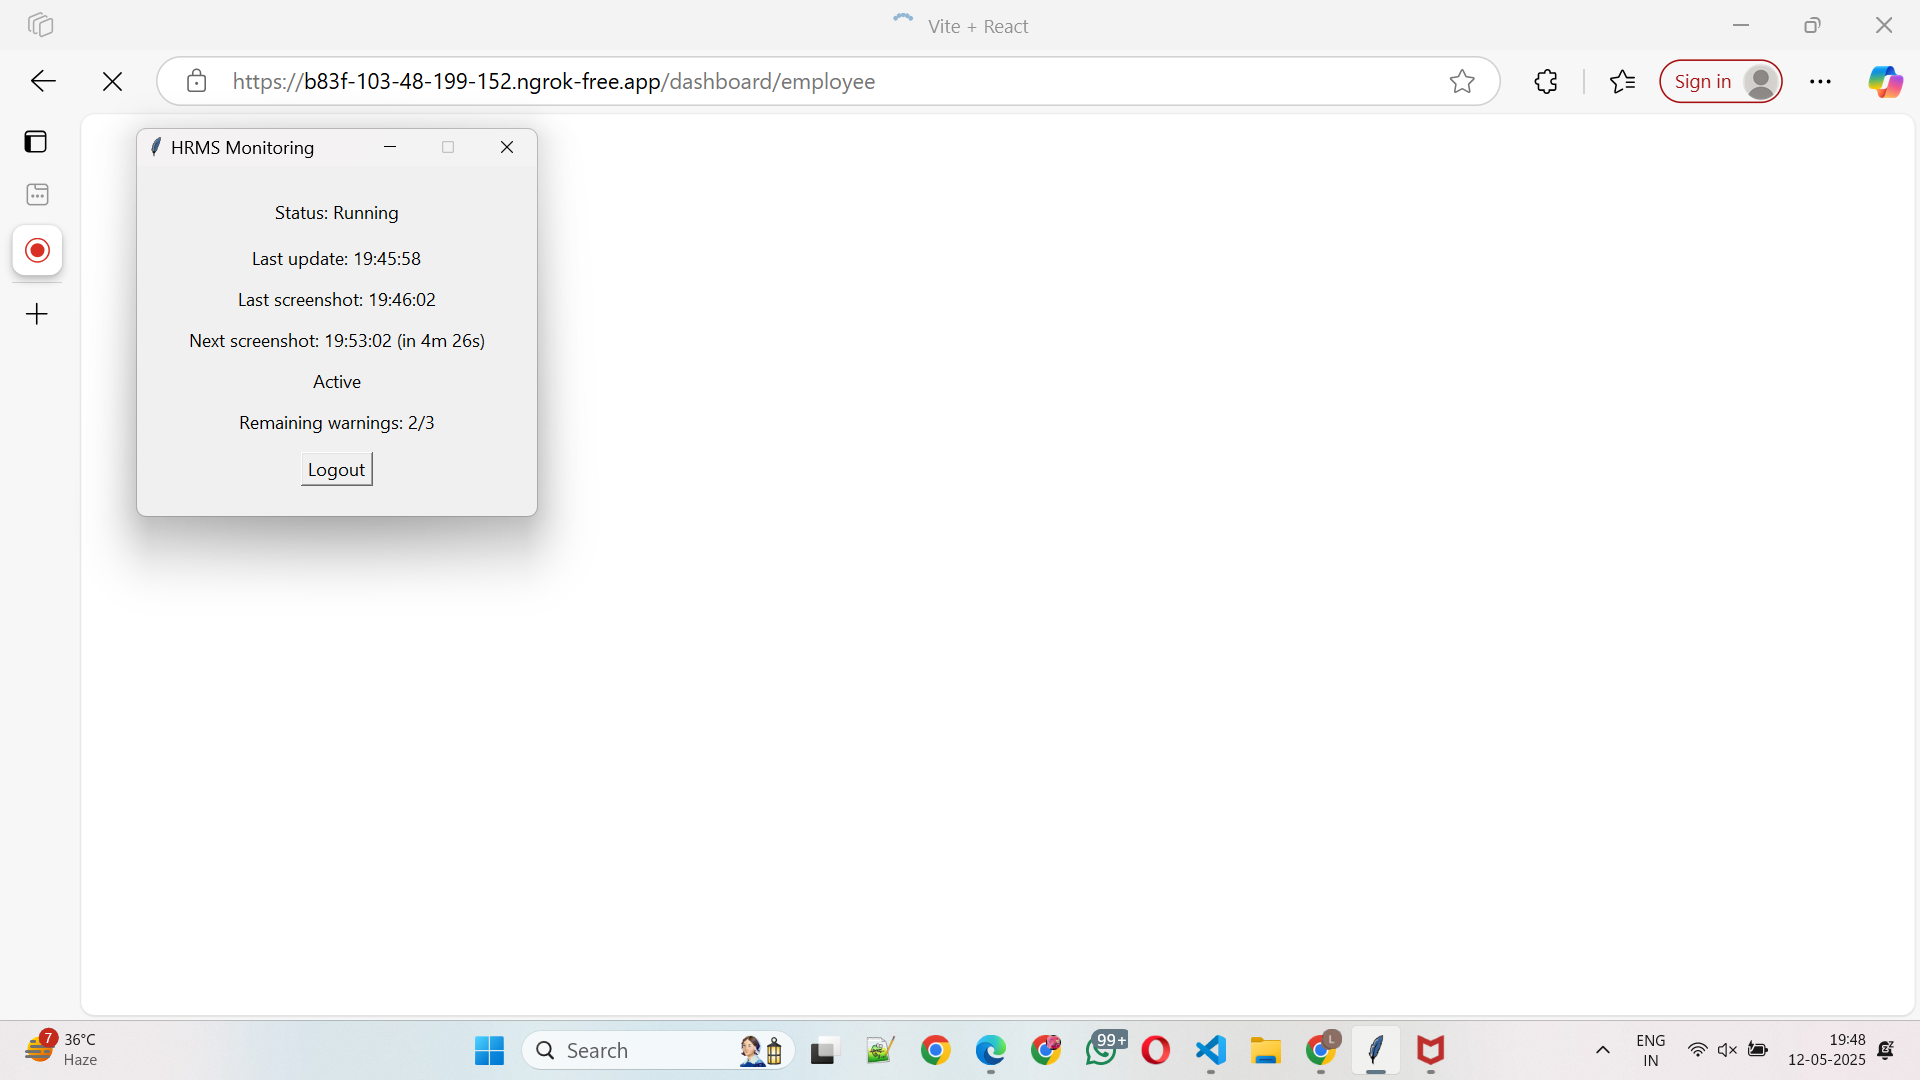 Vite + React
https://b83f-103-48-199-152.ngrok-free.app/dashboard/employee
Sign in
HRMS Monitoring
Status: Running
Last update: 19:45:58
Last screenshot: 19:46:02
Next screenshot: 19:53:02 (in 4m 26s)
Active
Remaining warnings: 2/3
Logout
7
36°C
Haze
Search
99+
L
ENG
IN
19:48
12-05-2025